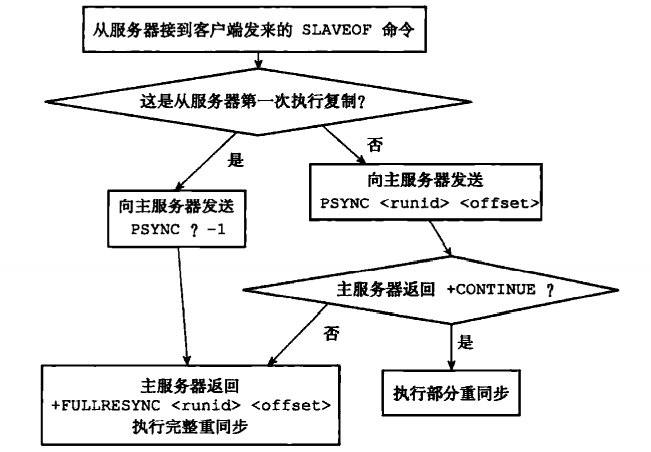 从服务器接到客户端发来的 SLAVEOF 命令
这是从服务器第一次执行复制？
是
否
向主服务器发送
PSYNC ? -1
向主服务器发送
PSYNC <runid> <offset>
主服务器返回 +CONTINUE ？
否
是
主服务器返回
+FULLRESYNC <runid> <offset>
执行完整重同步
执行部分重同步